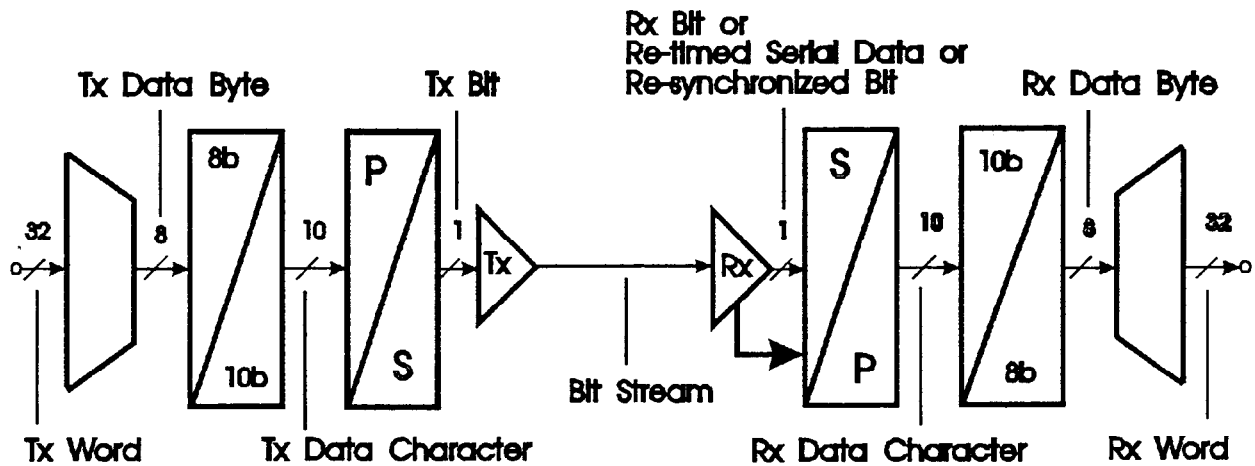 Rx Bit or
Re-timed Serial Data or
Re-synchronized Bit
Tx Data Byte
Tx Bit
Rx Data Byte
8b
10b
P
S
S
P
10b
8b
32
8
10
1
Tx
Rx
1
10
8
32
Bit Stream
Tx Word
Tx Data Character
Rx Data Character
Rx Word